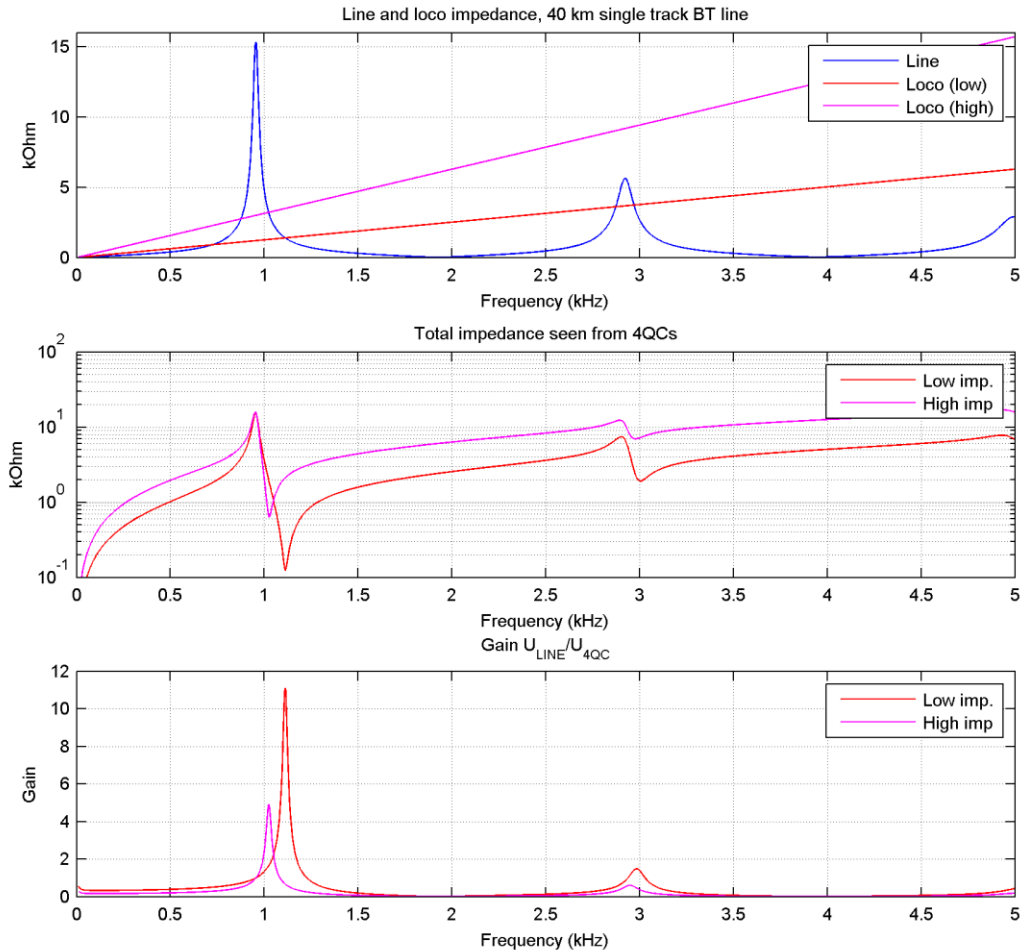 Line and loco impedance, 40 km single track BT line
kOhm
15
10
5
0
Line
Loco (low)
Loco (high)
0 0.5 1 1.5 2 2.5 3 3.5 4 4.5 5
Frequency (kHz)
Total impedance seen from 4QCs
kOhm
10^2
10^1
10^0
10^-1
Low imp.
High imp
0 0.5 1 1.5 2 2.5 3 3.5 4 4.5 5
Frequency (kHz)
Gain U_LINE/U_4QC
Gain
12
10
8
6
4
2
0
Low imp.
High imp
0 0.5 1 1.5 2 2.5 3 3.5 4 4.5 5
Frequency (kHz)